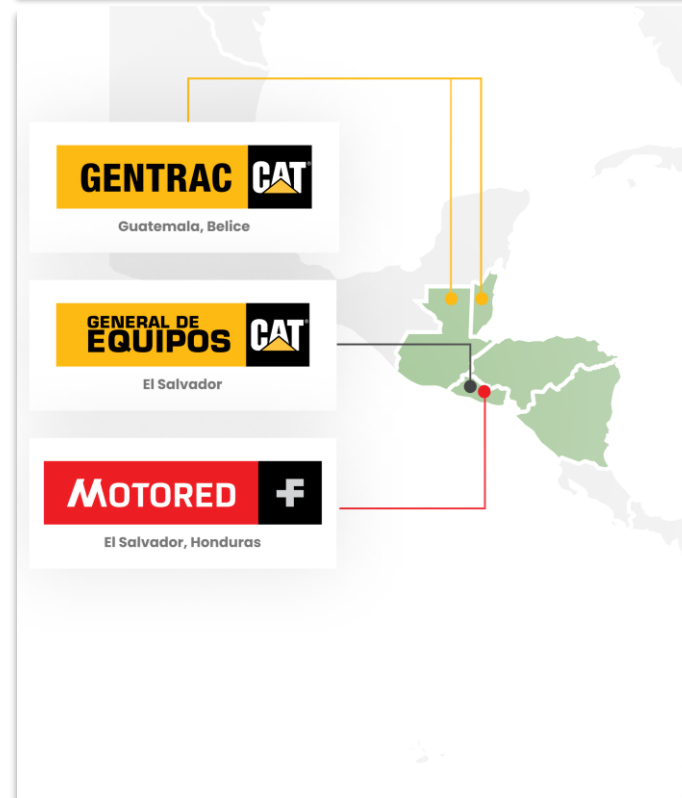 GENTRAC CAT®
Guatemala, Belice
GENERAL DE
EQUIPOS CAT®
El Salvador
MOTORED F
El Salvador, Honduras